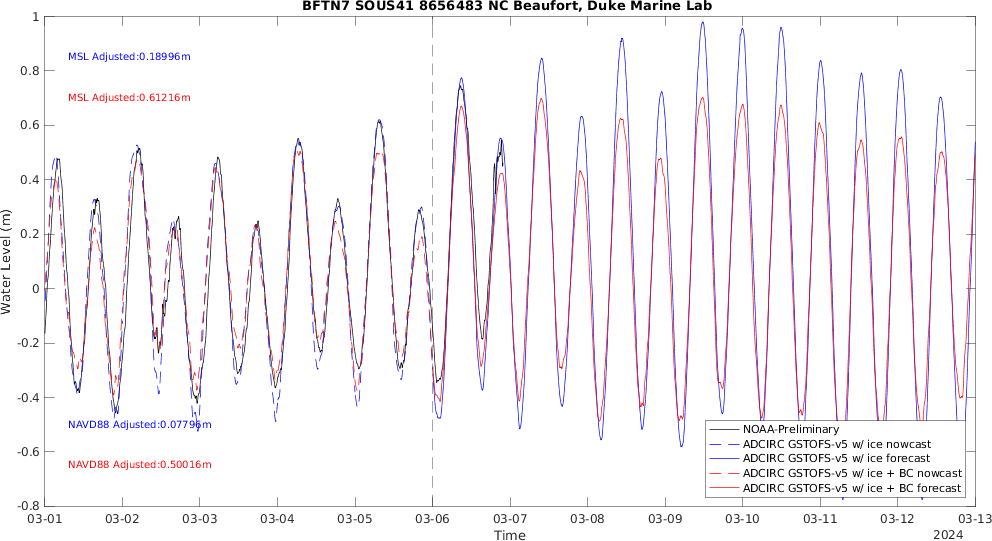 BFTN7 SOUS41 8656483 NC Beaufort, Duke Marine Lab
1
0.8
0.6
0.4
0.2
0
-0.2
-0.4
-0.6
-0.8
Water Level (m)
MSL Adjusted:0.18996m
MSL Adjusted:0.61216m
NAVD88 Adjusted:0.07796m
NAVD88 Adjusted:0.50016m
NOAA-Preliminary
ADCIRC GSTOFS-v5 w/ ice nowcast
ADCIRC GSTOFS-v5 w/ ice forecast
ADCIRC GSTOFS-v5 w/ ice + BC nowcast
ADCIRC GSTOFS-v5 w/ ice + BC forecast
03-01 03-02 03-03 03-04 03-05 03-06 03-07 03-08 03-09 03-10 03-11 03-12 03-13
Time
2024